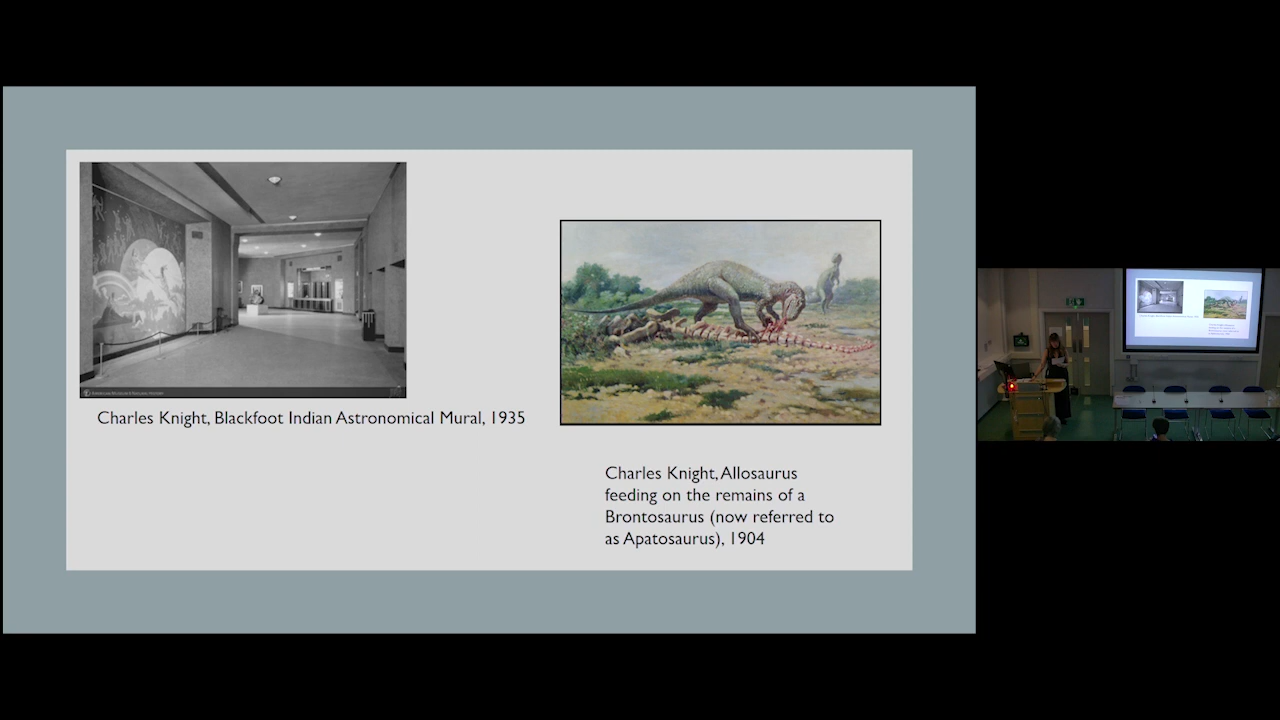 Charles Knight, Blackfoot Indian Astronomical Mural, 1935
Charles Knight, Allosaurus
feeding on the remains of a
Brontosaurus (now referred to
as Apatosaurus), 1904